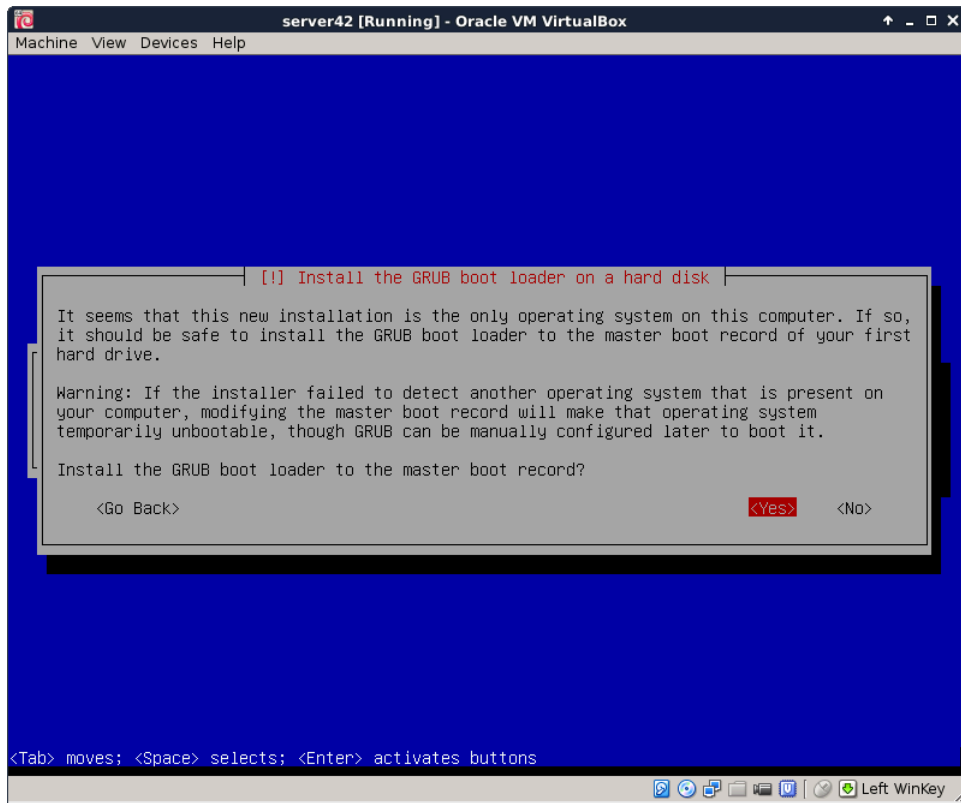 server42 [Running] - Oracle VM VirtualBox
Machine View Devices Help
[!] Install the GRUB boot loader on a hard disk
It seems that this new installation is the only operating system on this computer. If so,
it should be safe to install the GRUB boot loader to the master boot record of your first
hard drive.
Warning: If the installer failed to detect another operating system that is present on
your computer, modifying the master boot record will make that operating system
temporarily unbootable, though GRUB can be manually configured later to boot it.
Install the GRUB boot loader to the master boot record?
<Go Back> <Yes> <No>
<Tab> moves; <Space> selects; <Enter> activates buttons
Left WinKey